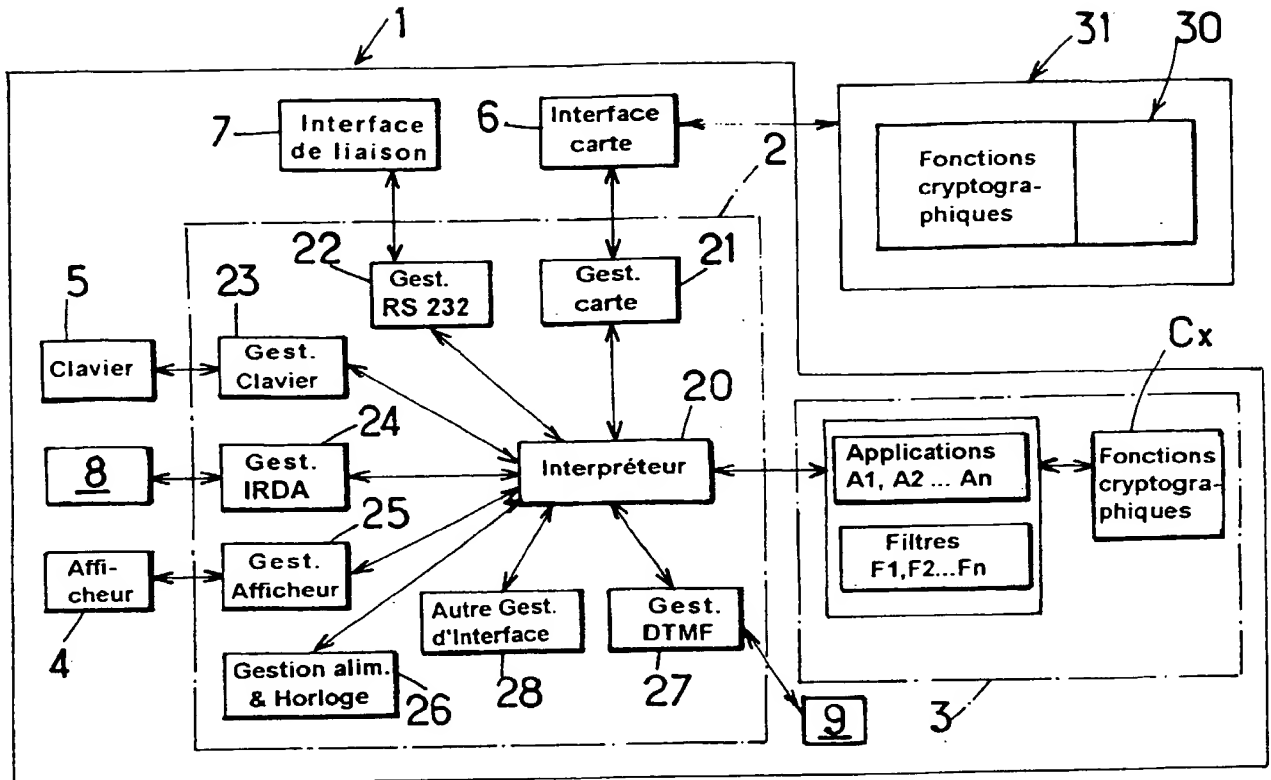 1
31
30
7
Interface
de liaison
6
Interface
carte
2
Fonctions
cryptogra-
phiques
22
Gest.
RS 232
Gest.
carte
21
5
Clavier
23
Gest.
Clavier
Cx
20
Interpréteur
24
8
Gest.
IRDA
Applications
A1, A2 ... An
Fonctions
cryptogra-
phiques
25
Filtres
F1,F2...Fn
Affi-
cheur
4
Gest.
Afficheur
Autre Gest.
d'Interface
28
Gest.
DTMF
27
Gestion alim.
& Horloge
26
9
3